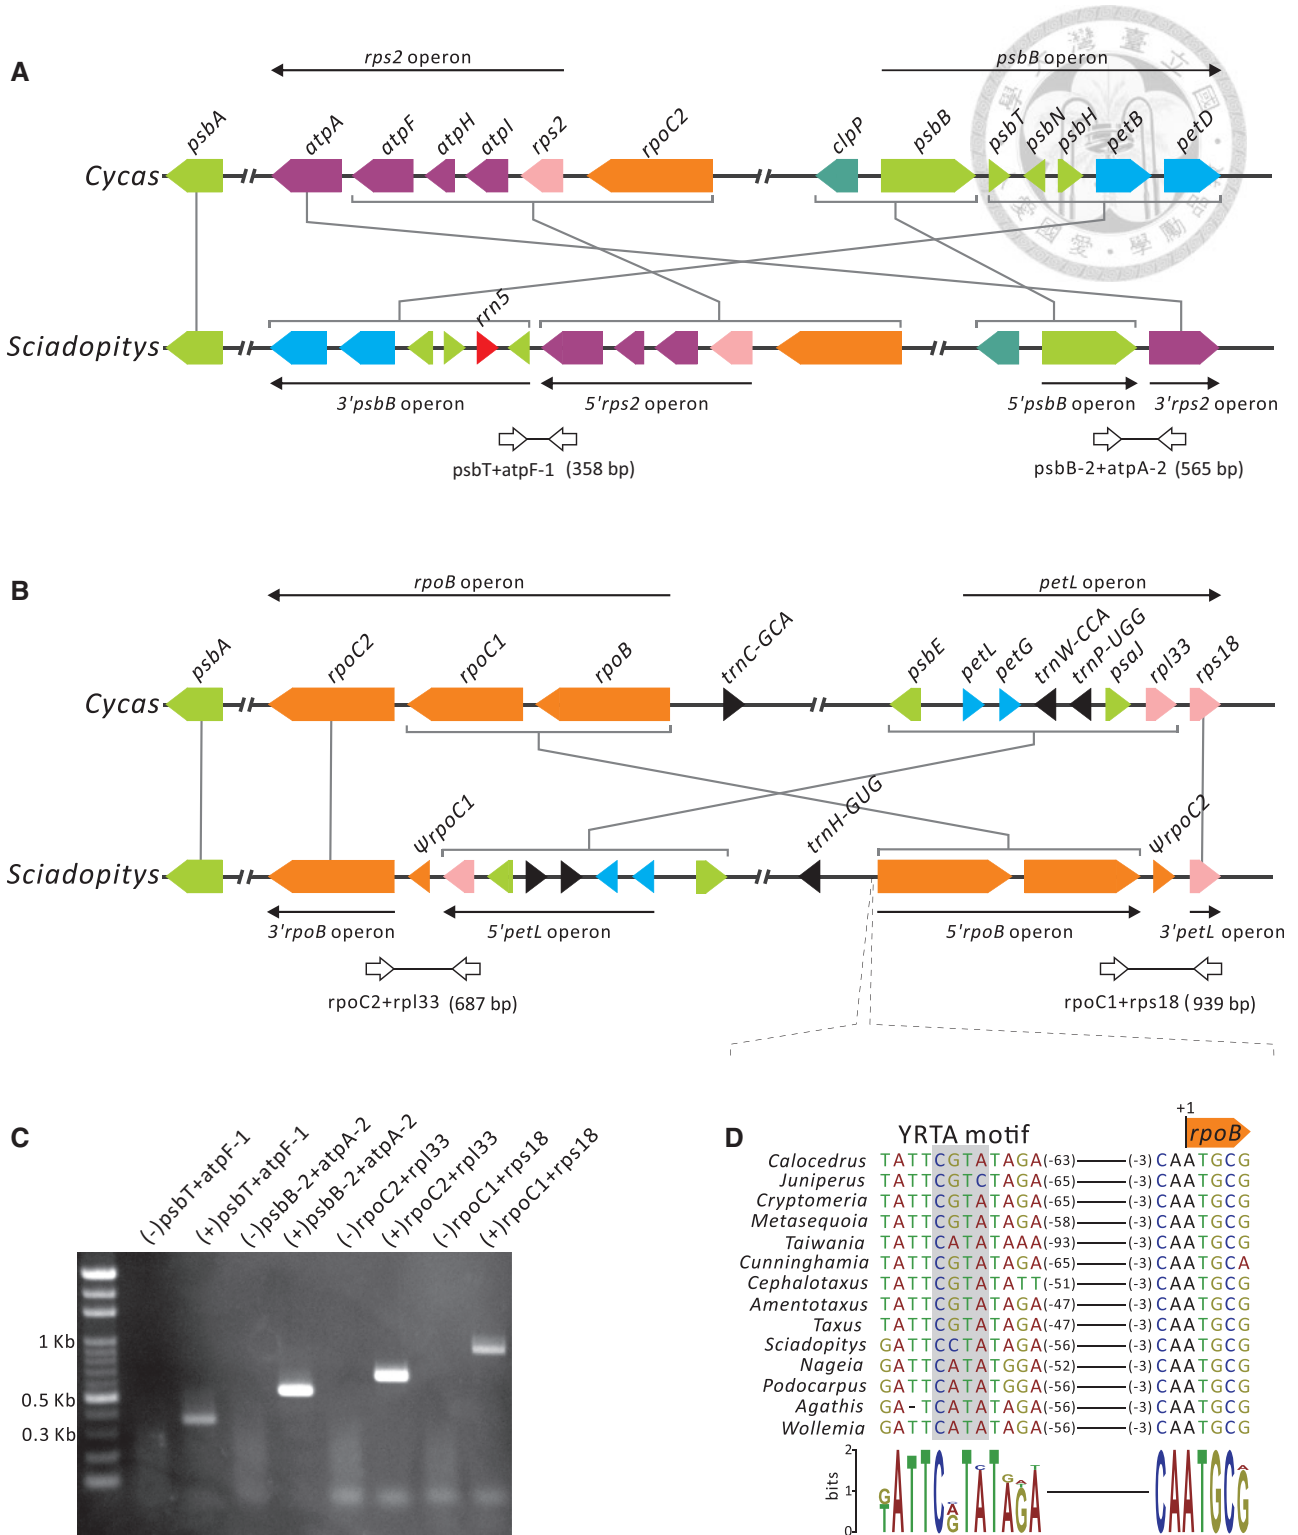 A
rps2 operon
psbB operon
psbA
atpA
atpF
atpH
atpI
rps2
rpoC2
clpP
psbB
psbT
psbN
psbH
petB
petD
Cycas
rrn5
Sciadopitys
3'psbB operon
5'rps2 operon
5'psbB operon
3'rps2 operon
psbT+atpF-1 (358 bp)
psbB-2+atpA-2 (565 bp)
B
rpoB operon
petL operon
psbA
rpoC2
rpoC1
rpoB
trnC-GCA
psbE
petL
petG
trnW-CCA
trnP-UGG
psaJ
rpl33
rps18
Cycas
ΨrpoC1
trnH-GUG
ΨrpoC2
Sciadopitys
3'rpoB operon
5'petL operon
5'rpoB operon
3'petL operon
rpoC2+rpl33 (687 bp)
rpoC1+rps18 (939 bp)
C
(-)psbT+atpF-1
(+)psbT+atpF-1
(-)psbB-2+atpA-2
(+)psbB-2+atpA-2
(-)rpoC2+rpl33
(+)rpoC2+rpl33
(-)rpoC1+rps18
(+)rpoC1+rps18
1 Kb
0.5 Kb
0.3 Kb
D
YRTA motif
+1
rpoB
Calocedrus TATTCGTATAGA(-63) (-3)CAATGCG
Juniperus TATTCGTCTAGA(-65) (-3)CAATGCG
Cryptomeria TATTCGTATAGA(-65) (-3)CAATGCG
Metasequoia TATTCGTATAGA(-58) (-3)CAATGCG
Taiwania TATTCATATAAA(-93) (-3)CAATGCG
Cunninghamia TATTCGTATAGA(-65) (-3)CAATGCA
Cephalotaxus TATTCGTATATT(-51) (-3)CAATGCG
Amentotaxus TATTCGTATAGA(-47) (-3)CAATGCG
Taxus TATTCGTATAGA(-47) (-3)CAATGCG
Sciadopitys GATTCCTATAGA(-56) (-3)CAATGCG
Nageia GATTCATATGGA(-52) (-3)CAATGCG
Podocarpus GATTCATATGGA(-56) (-3)CAATGCG
Agathis GA-TCATATAGA(-56) (-3)CAATGCG
Wollemia GATTCATATAGA(-56) (-3)CAATGCG
2
bits
1
0